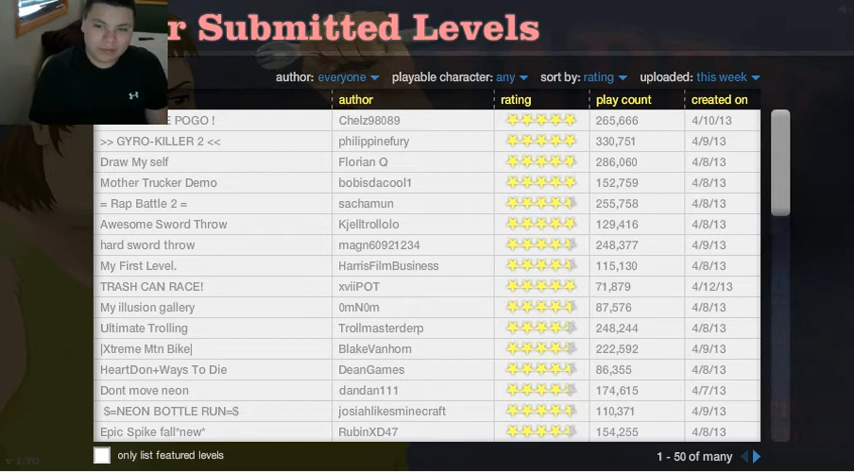 r Submitted Levels
author: everyone playable character: any sort by: rating uploaded: this week
author rating play count created on
POGO ! Chelz98089 265,666 4/10/13
>> GYRO-KILLER 2 << philippinefury 330,751 4/9/13
Draw My self Florian Q 286,060 4/8/13
Mother Trucker Demo bobisdacool1 152,759 4/8/13
= Rap Battle 2 = sachamun 255,758 4/8/13
Awesome Sword Throw Kjelltrollolo 129,416 4/8/13
hard sword throw magn60921234 248,377 4/9/13
My First Level. HarrisFilmBusiness 115,130 4/8/13
TRASH CAN RACE! xviiPOT 71,879 4/12/13
My illusion gallery 0mN0m 87,576 4/8/13
Ultimate Trolling Trollmasterderp 248,244 4/8/13
|Xtreme Mtn Bike| BlakeVanhorn 222,592 4/9/13
HeartDon+Ways To Die DeanGames 86,355 4/8/13
Dont move neon dandan111 174,615 4/7/13
$=NEON BOTTLE RUN=$ josiahlikesminecraft 110,371 4/9/13
Epic Spike fall*new* RubinXD47 154,255 4/8/13
only list featured levels 1 - 50 of many
v 1.70